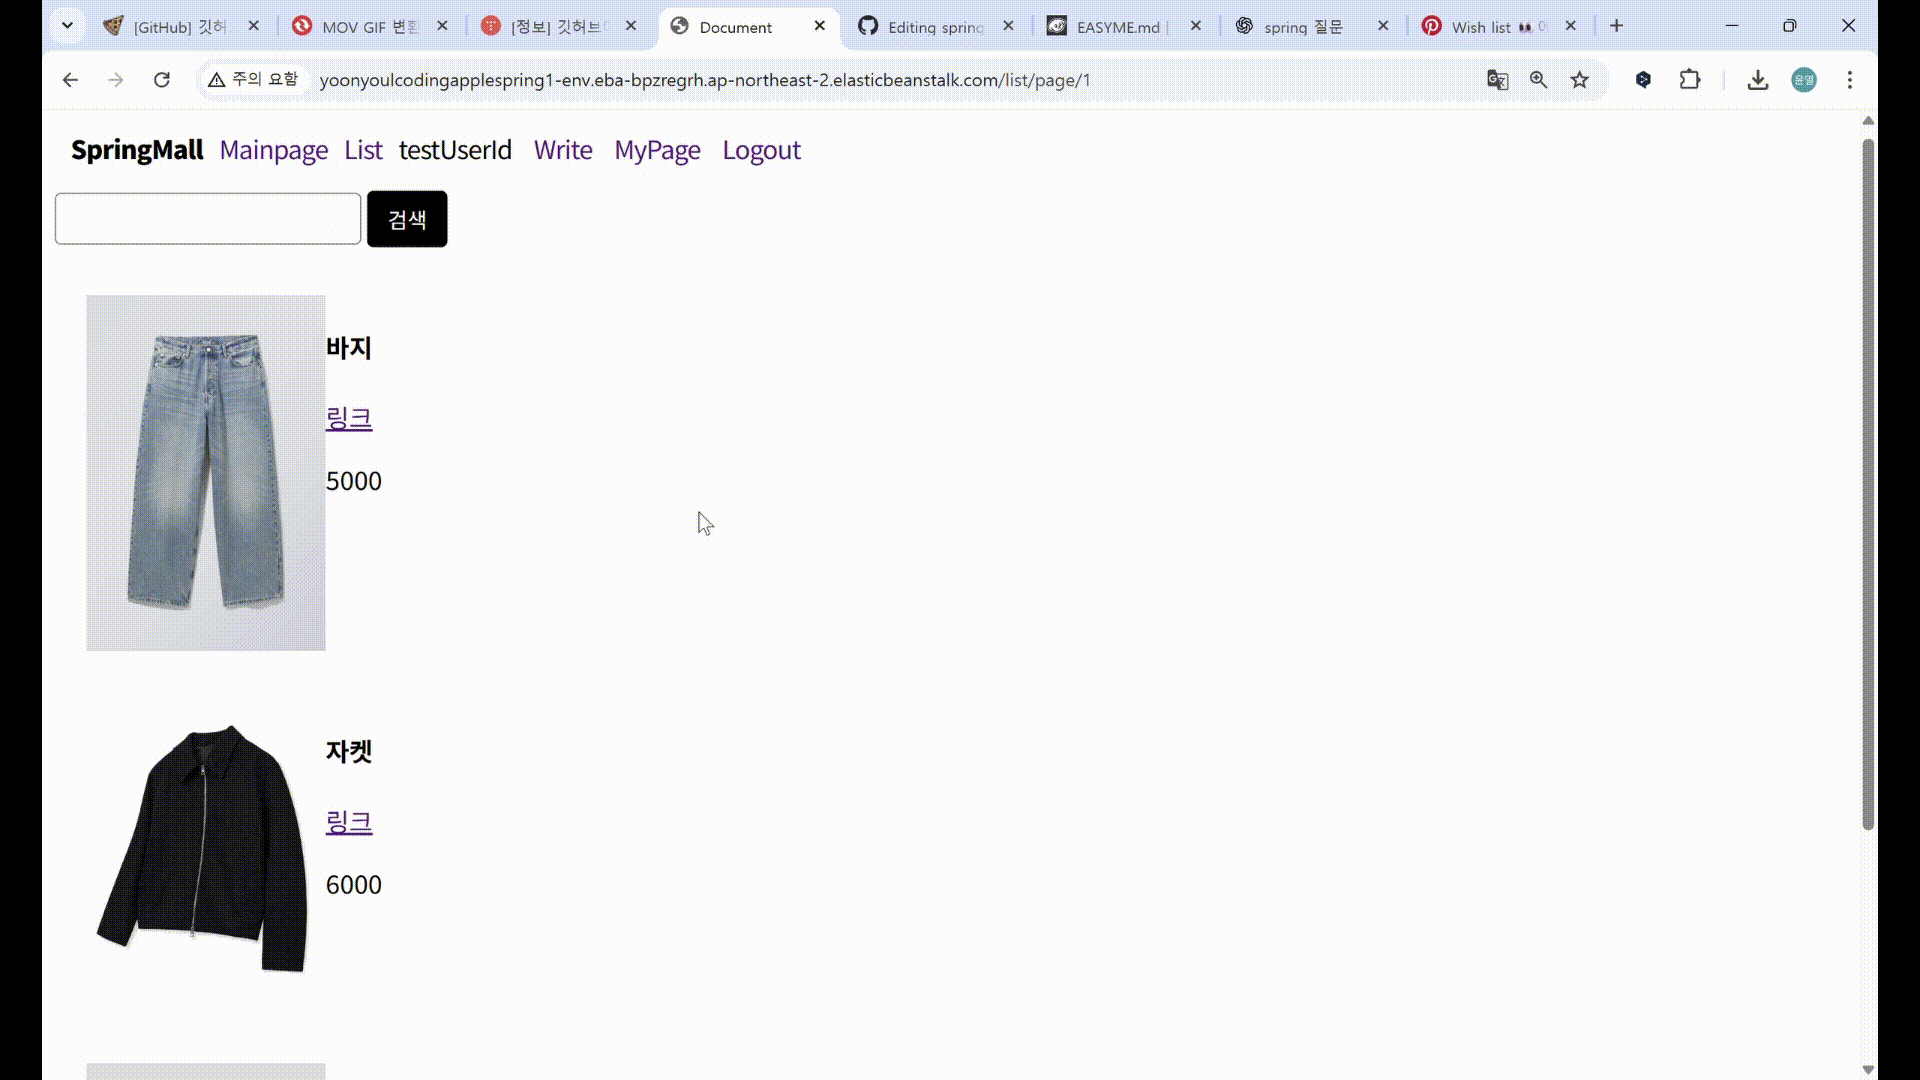 [GitHub] 깃허
MOV GIF 변환
[정보] 깃허브
Document
Editing spring
EASYME.md |
spring 질문
Wish list 👀
주의 요함
yoonyoulcodingapplespring1-env.eba-bpzregrh.ap-northeast-2.elasticbeanstalk.com/list/page/1
윤열
SpringMall Mainpage List testUserId Write MyPage Logout
검색
바지
링크
5000
자켓
링크
6000